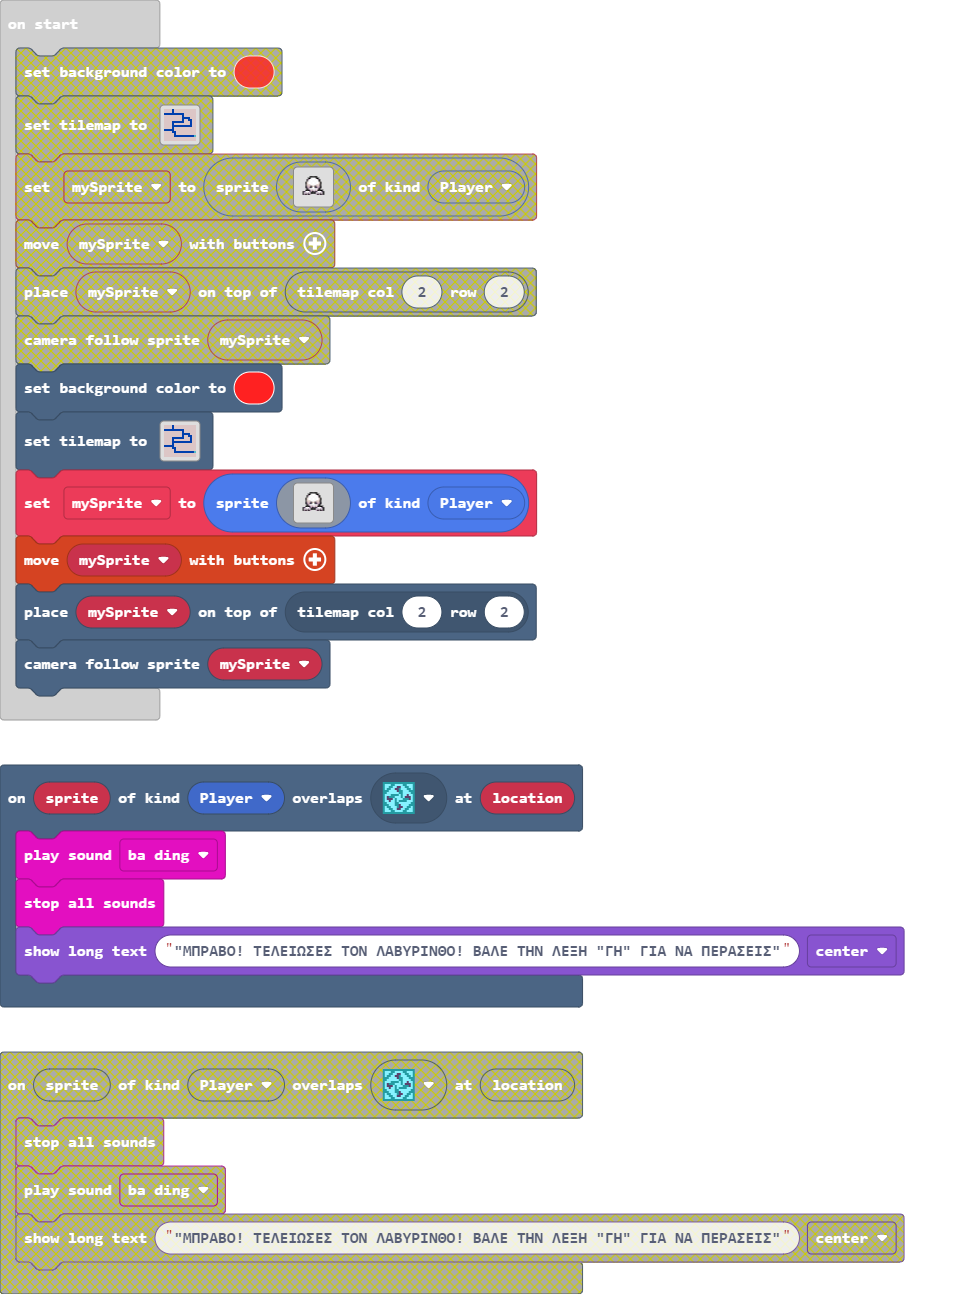 on start
set background color to
set tilemap to
set mySprite to sprite of kind Player
move mySprite with buttons
place mySprite on top of tilemap col 2 row 2
camera follow sprite mySprite
set background color to
set tilemap to
set mySprite to sprite of kind Player
move mySprite with buttons
place mySprite on top of tilemap col 2 row 2
camera follow sprite mySprite
on sprite of kind Player overlaps at location
play sound ba ding
stop all sounds
show long text ""ΜΠΡΑΒΟ! ΤΕΛΕΙΩΣΕΣ ΤΟΝ ΛΑΒΥΡΙΝΘΟ! ΒΑΛΕ ΤΗΝ ΛΕΞΗ "ΓΗ" ΓΙΑ ΝΑ ΠΕΡΑΣΕΙΣ"" center
on sprite of kind Player overlaps at location
stop all sounds
play sound ba ding
show long text ""ΜΠΡΑΒΟ! ΤΕΛΕΙΩΣΕΣ ΤΟΝ ΛΑΒΥΡΙΝΘΟ! ΒΑΛΕ ΤΗΝ ΛΕΞΗ "ΓΗ" ΓΙΑ ΝΑ ΠΕΡΑΣΕΙΣ"" center